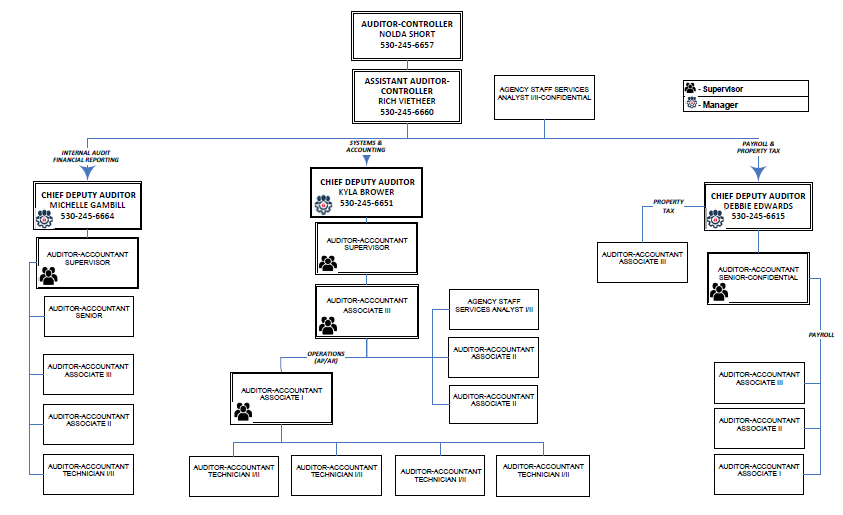 AUDITOR-CONTROLLER
NOLDA SHORT
530-245-6657
ASSISTANT AUDITOR-
CONTROLLER
RICH VIETHEER
530-245-6660
AGENCY STAFF SERVICES
ANALYST I/II-CONFIDENTIAL
- Supervisor
- Manager
INTERNAL AUDIT
FINANCIAL REPORTING
SYSTEMS &
ACCOUNTING
PAYROLL &
PROPERTY TAX
CHIEF DEPUTY AUDITOR
MICHELLE GAMBILL
530-245-6664
CHIEF DEPUTY AUDITOR
KYLA BROWER
530-245-6651
CHIEF DEPUTY AUDITOR
DEBBIE EDWARDS
530-245-6615
PROPERTY
TAX
AUDITOR-ACCOUNTANT
SUPERVISOR
AUDITOR-ACCOUNTANT
SUPERVISOR
AUDITOR-ACCOUNTANT
ASSOCIATE III
AUDITOR-ACCOUNTANT
SENIOR-CONFIDENTIAL
AUDITOR-ACCOUNTANT
SENIOR
AUDITOR-ACCOUNTANT
ASSOCIATE III
AGENCY STAFF
SERVICES ANALYST I/II
PAYROLL
OPERATIONS
(AP/AR)
AUDITOR-ACCOUNTANT
ASSOCIATE II
AUDITOR-ACCOUNTANT
ASSOCIATE III
AUDITOR-ACCOUNTANT
ASSOCIATE I
AUDITOR-ACCOUNTANT
ASSOCIATE II
AUDITOR-ACCOUNTANT
ASSOCIATE III
AUDITOR-ACCOUNTANT
ASSOCIATE II
AUDITOR-ACCOUNTANT
ASSOCIATE II
AUDITOR-ACCOUNTANT
TECHNICIAN I/II
AUDITOR-ACCOUNTANT
TECHNICIAN I/II
AUDITOR-ACCOUNTANT
TECHNICIAN I/II
AUDITOR-ACCOUNTANT
TECHNICIAN I/II
AUDITOR-ACCOUNTANT
TECHNICIAN I/II
AUDITOR-ACCOUNTANT
ASSOCIATE I